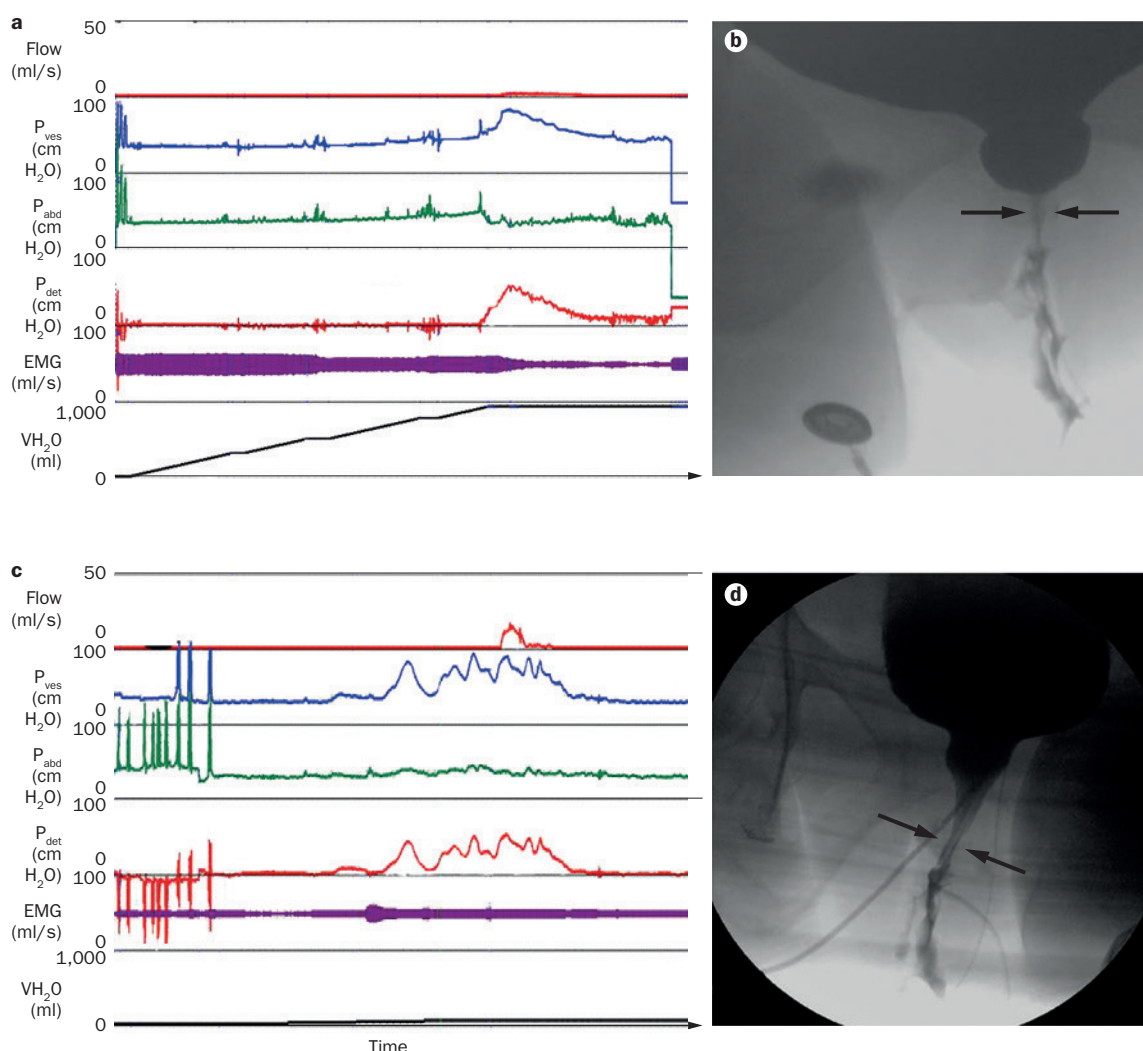 a
50
Flow
(ml/s)
0
100
P ves
(cm
H₂O)
0
100
P abd
(cm
H₂O)
0
100
P det
(cm
H₂O)
0
100
EMG
(ml/s)
0
1,000
VH₂O
(ml)
0
b
c
50
Flow
(ml/s)
0
100
P ves
(cm
H₂O)
0
100
P abd
(cm
H₂O)
0
100
P det
(cm
H₂O)
0
100
EMG
(ml/s)
0
1,000
VH₂O
(ml)
0
Time
d